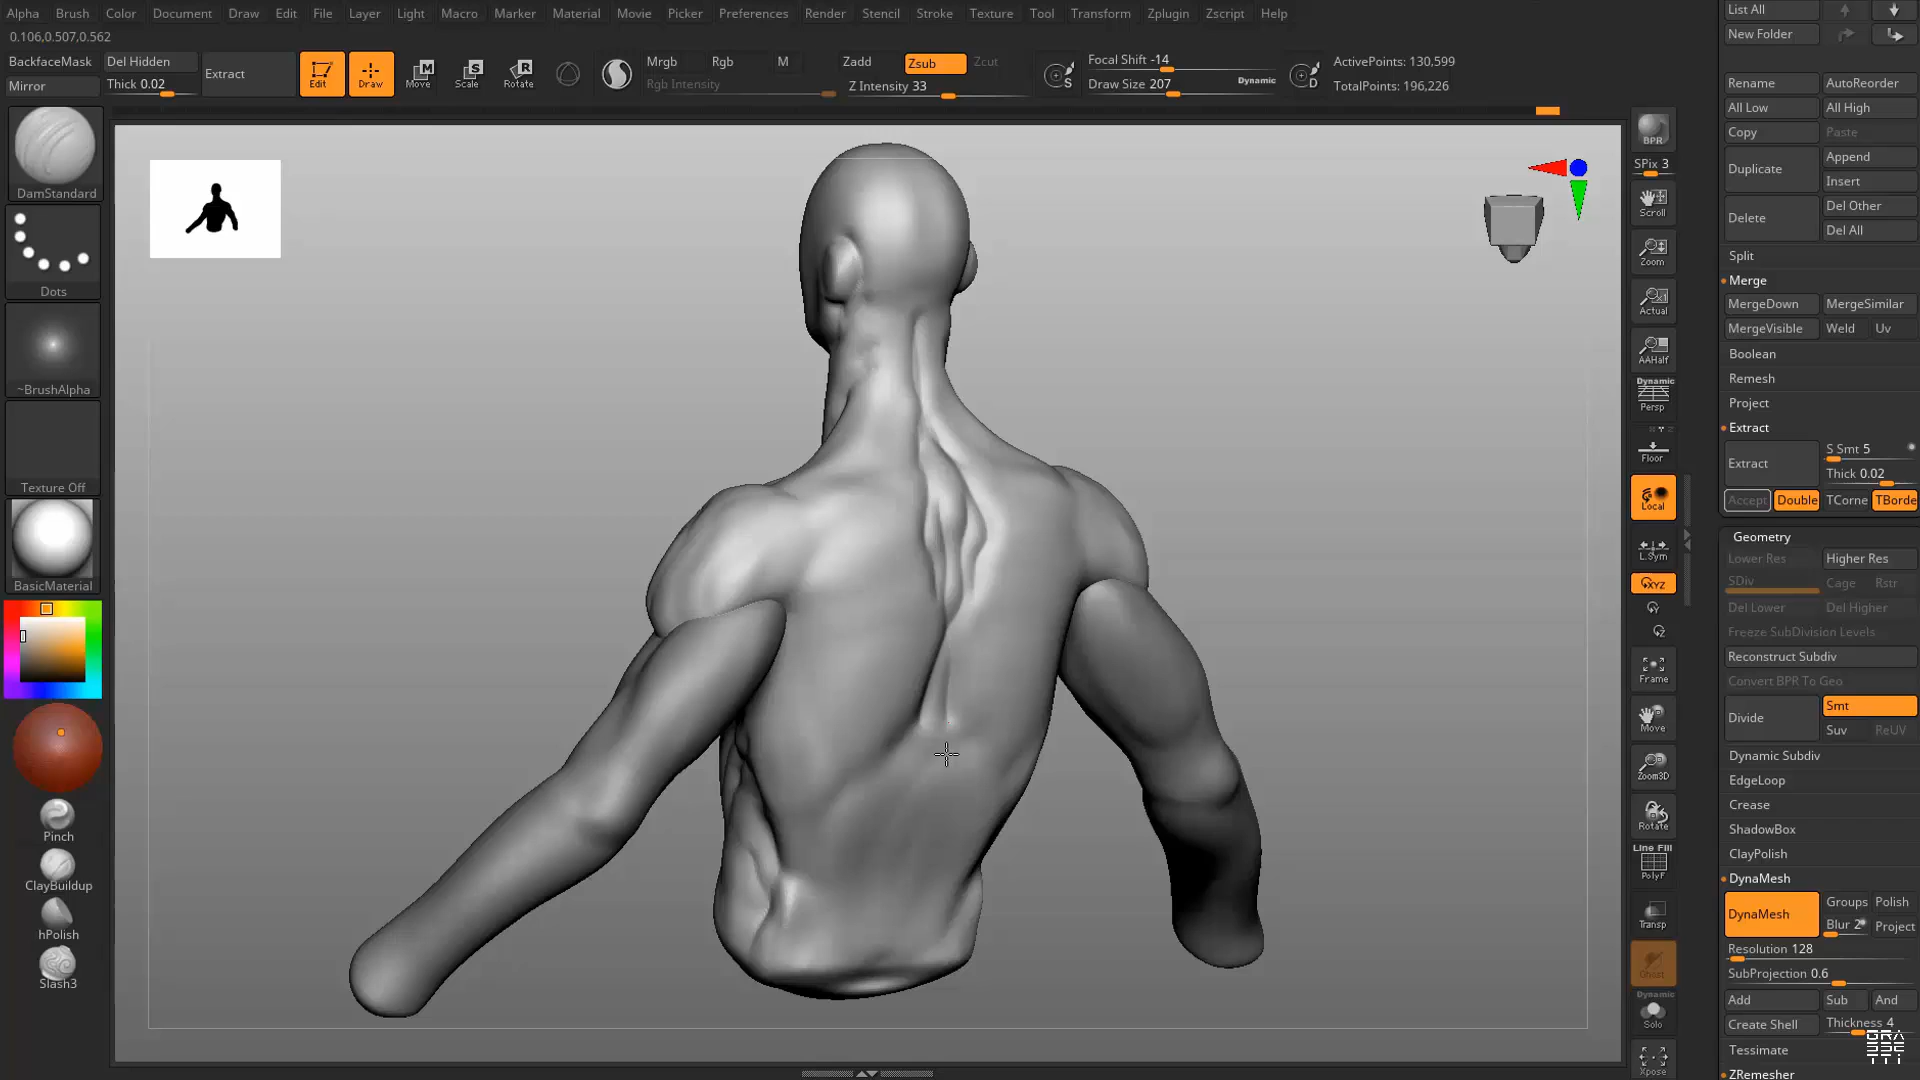 Alpha Brush Color Document Draw Edit File Layer Light Macro Marker Material Movie Picker Preferences Render Stencil Stroke Texture Tool Transform Zplugin Zscript Help
0.106,0.507,0.562
BackfaceMask
Mirror
Del Hidden
Thick 0.02
Extract
Edit
Draw
Move
Scale
Rotate
Mrgb Rgb M
Rgb Intensity
Zadd Zsub Zcut
Z Intensity 33
Focal Shift -14
Draw Size 207
Dynamic
ActivePoints: 130,599
TotalPoints: 196,226
DamStandard
Dots
~BrushAlpha
Texture Off
BasicMaterial
Pinch
ClayBuildup
hPolish
Slash3
BPR
SPix 3
Scroll
Zoom
Actual
AAHalf
Dynamic
Persp
Floor
Local
L.Sym
XYZ
Frame
Move
Zoom3D
Rotate
Line Fill
PolyF
Transp
Ghost
Dynamic
Solo
Xpose
List All
New Folder
Rename AutoReorder
All Low All High
Copy Paste
Duplicate Append
Insert
Delete Del Other
Del All
Split
Merge
MergeDown MergeSimilar
MergeVisible Weld Uv
Boolean
Remesh
Project
Extract
Extract S Smt 5
Thick 0.02
Accept Double TCorne TBorde
Geometry
Lower Res Higher Res
SDiv Cage Rstr
Del Lower Del Higher
Freeze SubDivision Levels
Reconstruct Subdiv
Convert BPR To Geo
Divide Smt
Suv ReUV
Dynamic Subdiv
EdgeLoop
Crease
ShadowBox
ClayPolish
DynaMesh
DynaMesh Groups Polish
Blur 2 Project
Resolution 128
SubProjection 0.6
Add Sub And
Create Shell Thickness 4
Tessimate
ZRemesher
GRA
SSE
TTI